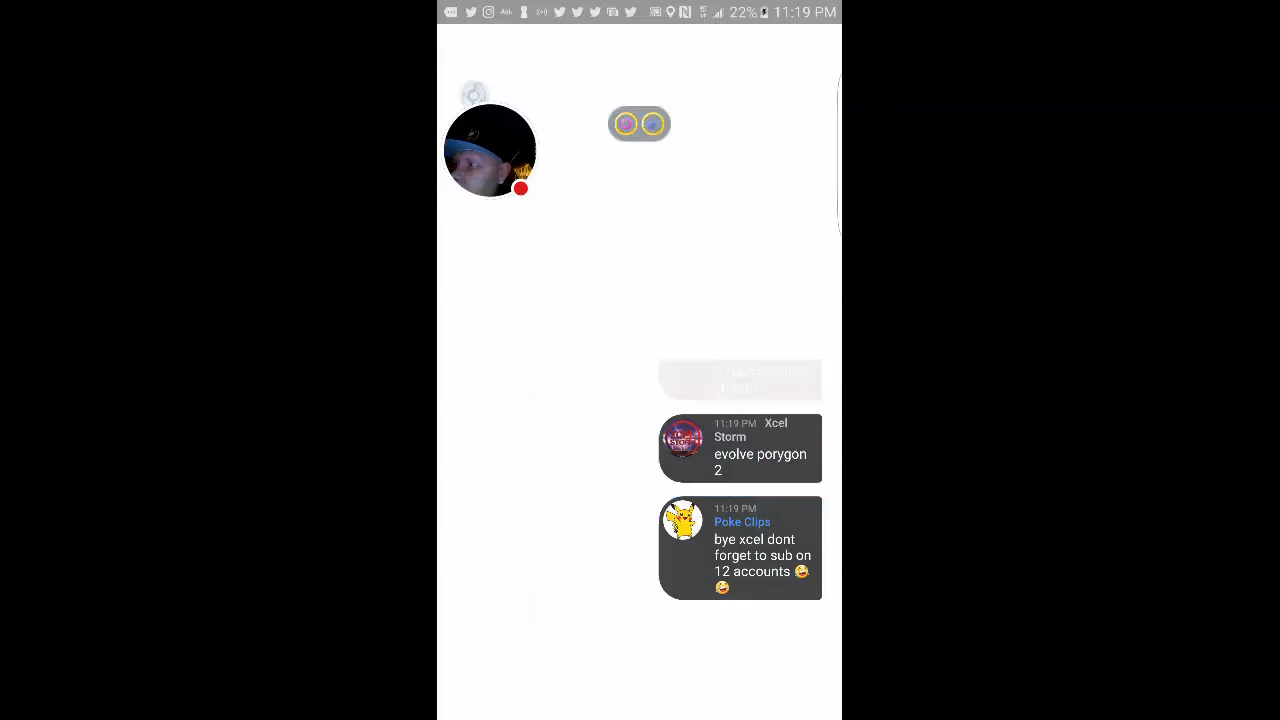 22% 11:19 PM
11:19 PM Xcel
Storm
evolve porygon
2
11:19 PM
Poke Clips
bye xcel dont
forget to sub on
12 accounts 🤣
🤣